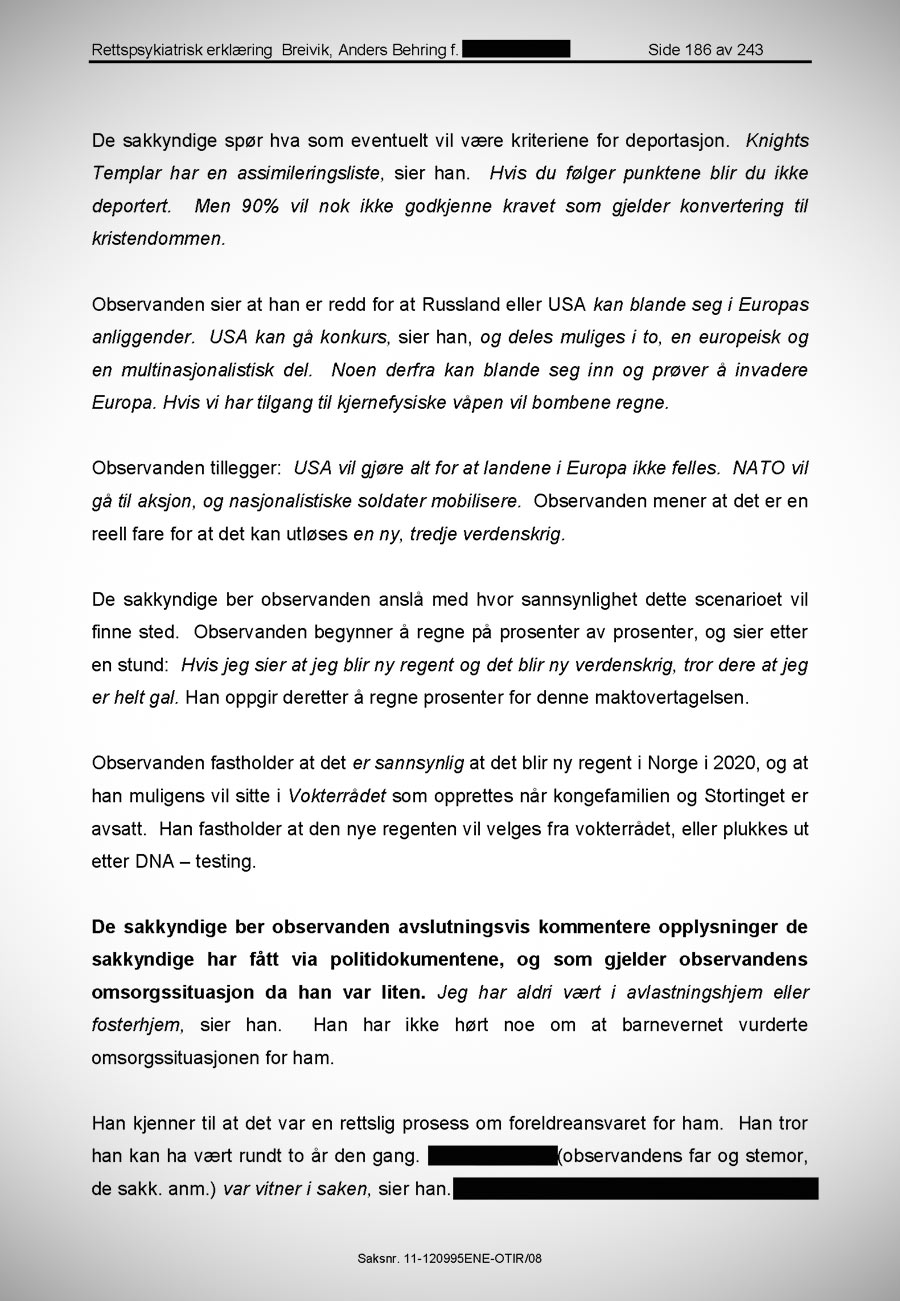 Rettspsykiatrisk erklæring Breivik, Anders Behring f. Side 186 av 243
De sakkyndige spør hva som eventuelt vil være kriteriene for deportasjon. Knights
Templar har en assimileringsliste, sier han. Hvis du følger punktene blir du ikke
deportert. Men 90% vil nok ikke godkjenne kravet som gjelder konvertering til
kristendommen.
Observanden sier at han er redd for at Russland eller USA kan blande seg i Europas
anliggender. USA kan gå konkurs, sier han, og deles muliges i to, en europeisk og
en multinasjonalistisk del. Noen derfra kan blande seg inn og prøver å invadere
Europa. Hvis vi har tilgang til kjernefysiske våpen vil bombene regne.
Observanden tillegger: USA vil gjøre alt for at landene i Europa ikke felles. NATO vil
gå til aksjon, og nasjonalistiske soldater mobilisere. Observanden mener at det er en
reell fare for at det kan utløses en ny, tredje verdenskrig.
De sakkyndige ber observanden anslå med hvor sannsynlighet dette scenarioet vil
finne sted. Observanden begynner å regne på prosenter av prosenter, og sier etter
en stund: Hvis jeg sier at jeg blir ny regent og det blir ny verdenskrig, tror dere at jeg
er helt gal. Han oppgir deretter å regne prosenter for denne maktovertagelsen.
Observanden fastholder at det er sannsynlig at det blir ny regent i Norge i 2020, og at
han muligens vil sitte i Vokterrådet som opprettes når kongefamilien og Stortinget er
avsatt. Han fastholder at den nye regenten vil velges fra vokterrådet, eller plukkes ut
etter DNA – testing.
De sakkyndige ber observanden avslutningsvis kommentere opplysninger de
sakkyndige har fått via politidokumentene, og som gjelder observandens
omsorgssituasjon da han var liten. Jeg har aldri vært i avlastningshjem eller
fosterhjem, sier han. Han har ikke hørt noe om at barnevernet vurderte
omsorgssituasjonen for ham.
Han kjenner til at det var en rettslig prosess om foreldreansvaret for ham. Han tror
han kan ha vært rundt to år den gang. (observandens far og stemor,
de sakk. anm.) var vitner i saken, sier han.
Saksnr. 11-120995ENE-OTIR/08